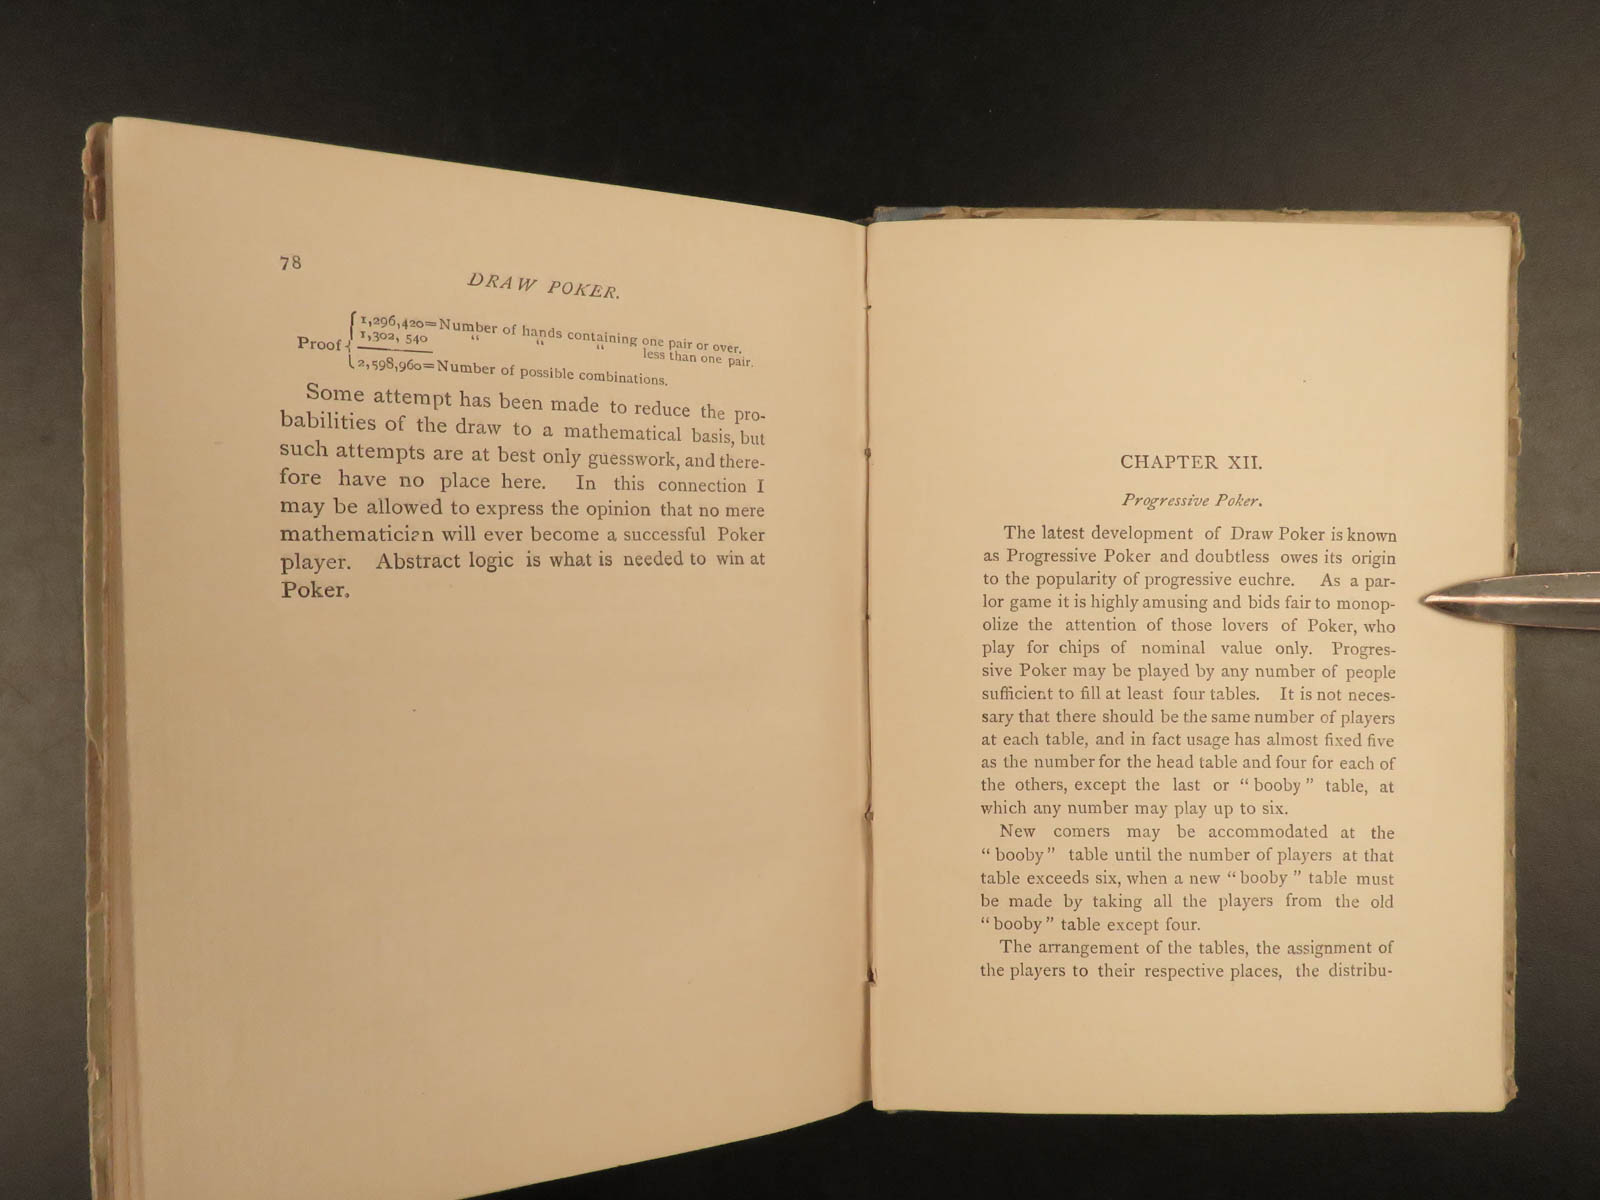 78
DRAW POKER.
1,296,420=Number of hands containing one pair or over.
1,302, 540 " " " less than one pair.
Proof
2,598,960=Number of possible combinations.
Some attempt has been made to reduce the pro-
babilities of the draw to a mathematical basis, but
such attempts are at best only guesswork, and there-
fore have no place here. In this connection I
may be allowed to express the opinion that no mere
mathematician will ever become a successful Poker
player. Abstract logic is what is needed to win at
Poker.
CHAPTER XII.
Progressive Poker.
The latest development of Draw Poker is known
as Progressive Poker and doubtless owes its origin
to the popularity of progressive euchre. As a par-
lor game it is highly amusing and bids fair to monop-
olize the attention of those lovers of Poker, who
play for chips of nominal value only. Progres-
sive Poker may be played by any number of people
sufficient to fill at least four tables. It is not neces-
sary that there should be the same number of players
at each table, and in fact usage has almost fixed five
as the number for the head table and four for each of
the others, except the last or "booby" table, at
which any number may play up to six.
New comers may be accommodated at the
"booby" table until the number of players at that
table exceeds six, when a new "booby" table must
be made by taking all the players from the old
"booby" table except four.
The arrangement of the tables, the assignment of
the players to their respective places, the distribu-